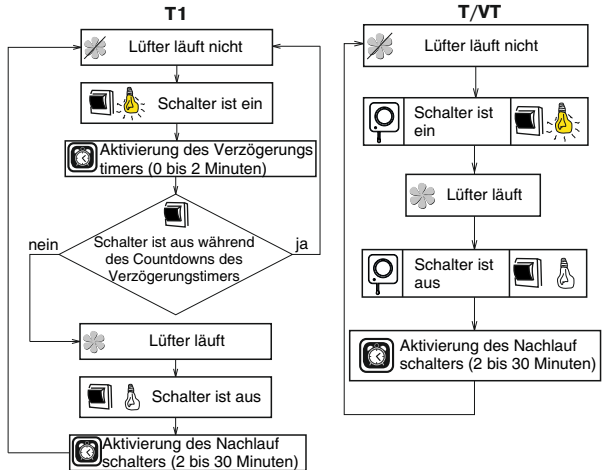 T1
Lüfter läuft nicht
Schalter ist ein
Aktivierung des Verzögerungs
timers (0 bis 2 Minuten)
nein
ja
Schalter ist aus während
des Countdowns des
Verzögerungstimers
Lüfter läuft
Schalter ist aus
Aktivierung des Nachlauf
schalters (2 bis 30 Minuten)
T/VT
Lüfter läuft nicht
Schalter ist
ein
Lüfter läuft
Schalter ist
aus
Aktivierung des Nachlauf
schalters (2 bis 30 Minuten)